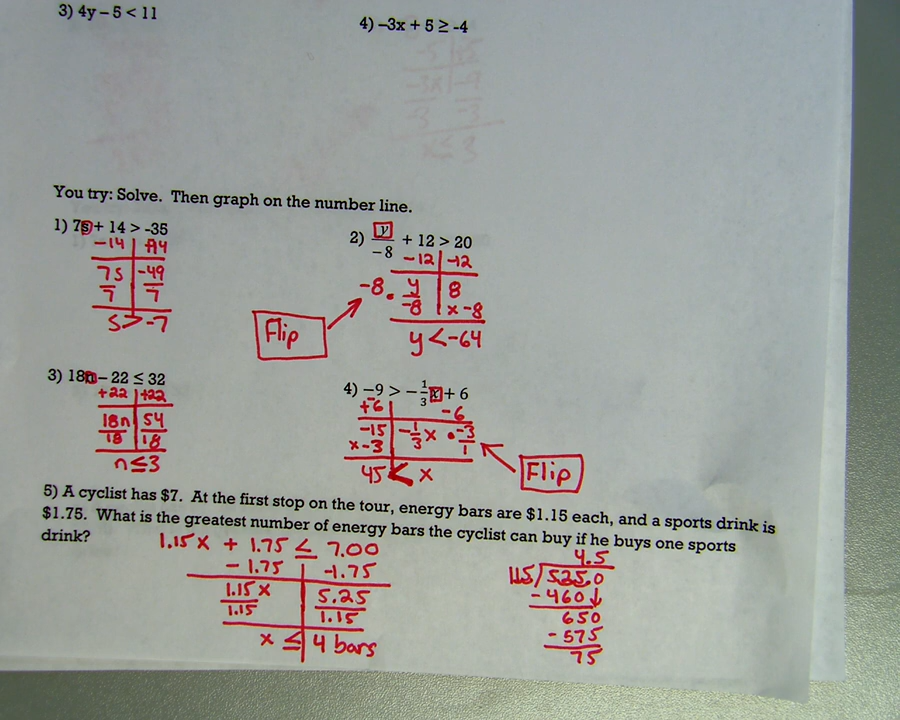 3) 4y – 5 < 11
4) –3x + 5 ≥ -4
You try: Solve. Then graph on the number line.
1) 7s + 14 > -35
-14 | -14
7s | -49
7 | 7
s > -7
2) y/-8 + 12 > 20
-12 | -12
-8 • y/-8 | 8
x -8
y < -64
Flip
3) 18n – 22 ≤ 32
+22 | +22
18n | 54
18 | 18
n ≤ 3
4) –9 > –1/3x + 6
-6 | -6
-15 | -1/3 x • -3/1
x -3
45 < x
Flip
5) A cyclist has $7. At the first stop on the tour, energy bars are $1.15 each, and a sports drink is
$1.75. What is the greatest number of energy bars the cyclist can buy if he buys one sports
drink?
1.15x + 1.75 ≤ 7.00
- 1.75 | -1.75
1.15x | 5.25
1.15 | 1.15
x ≤ 4 bars
4.5
115 / 525.0
- 460 ↓
650
- 575
75